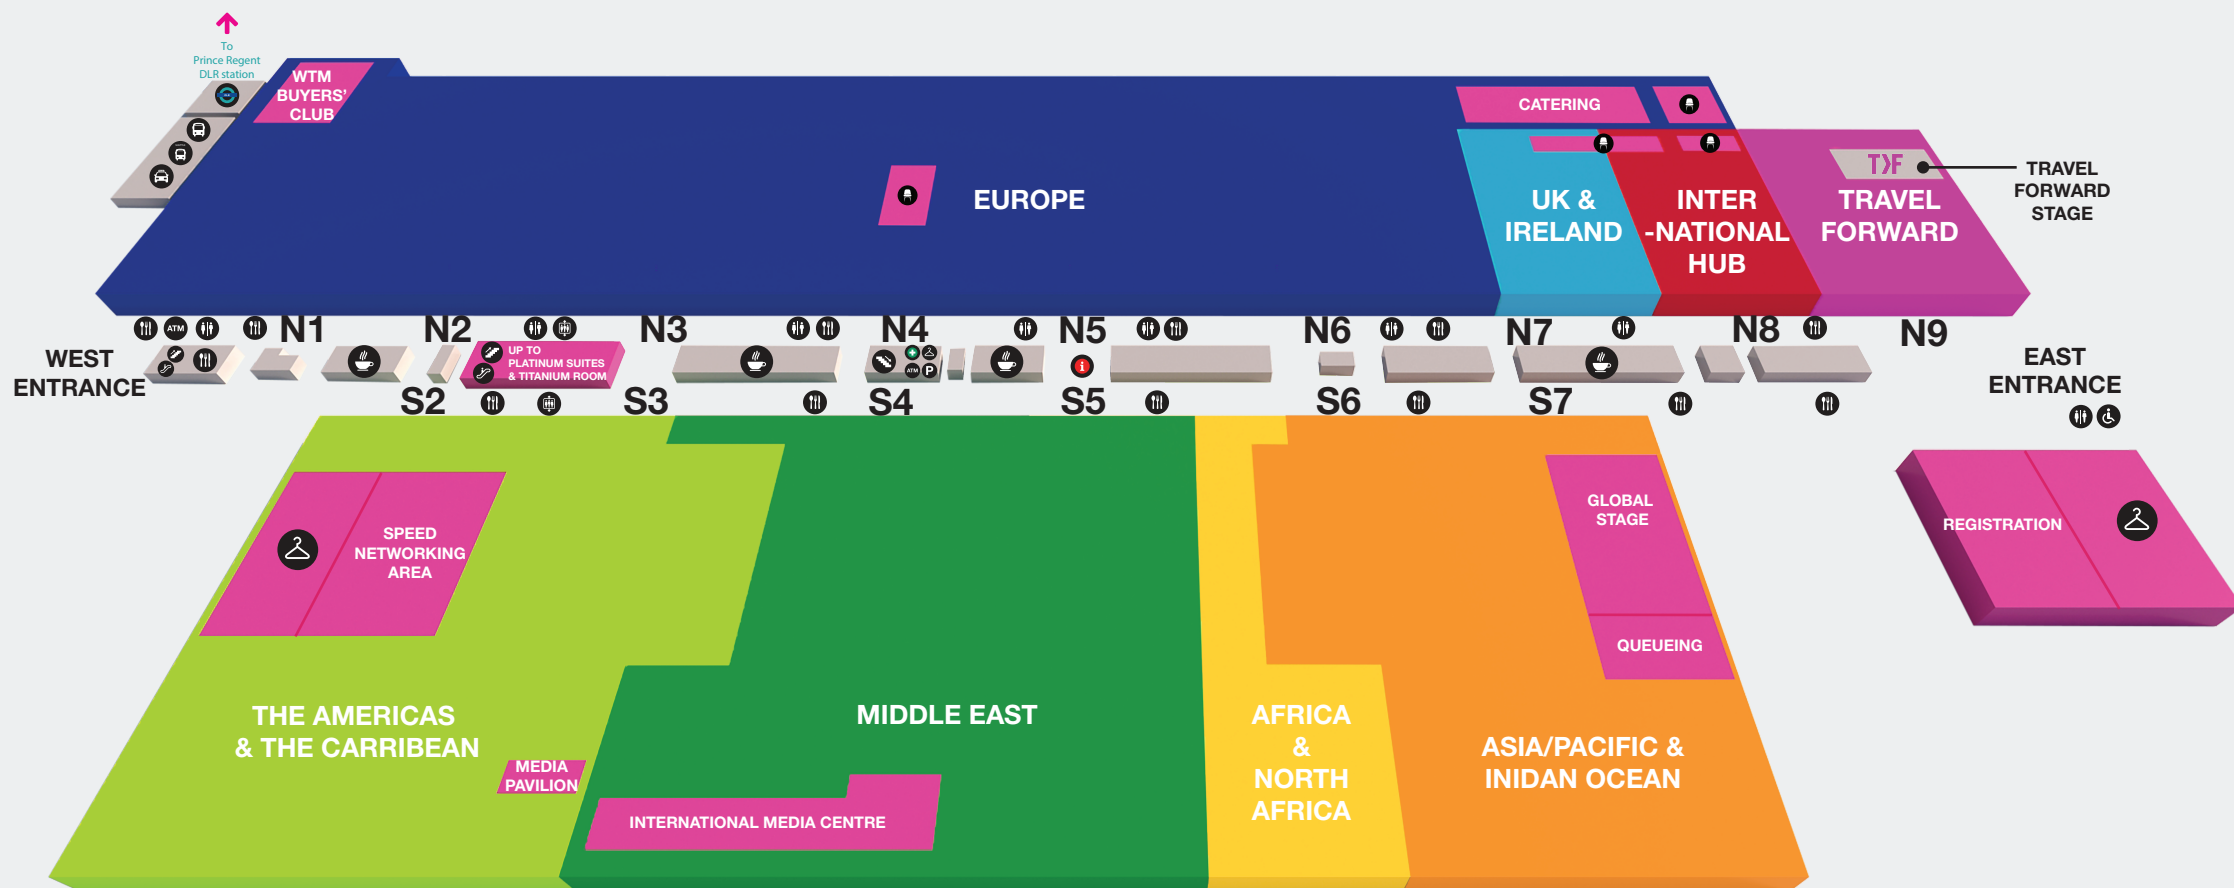 To
Prince Regent
DLR station
WTM
BUYERS'
CLUB
CATERING
EUROPE
UK &
IRELAND
INTER
-NATIONAL
HUB
T>F
TRAVEL
FORWARD
TRAVEL
FORWARD
STAGE
WEST
ENTRANCE
ATM
N1
N2
N3
N4
N5
N6
N7
N8
N9
UP TO
PLATINUM SUITES
& TITANIUM ROOM
ATM
P
i
EAST
ENTRANCE
S2
S3
S4
S5
S6
S7
SPEED
NETWORKING
AREA
GLOBAL
STAGE
QUEUEING
REGISTRATION
THE AMERICAS
& THE CARRIBEAN
MEDIA
PAVILION
MIDDLE EAST
INTERNATIONAL MEDIA CENTRE
AFRICA
&
NORTH
AFRICA
ASIA/PACIFIC &
INIDAN OCEAN